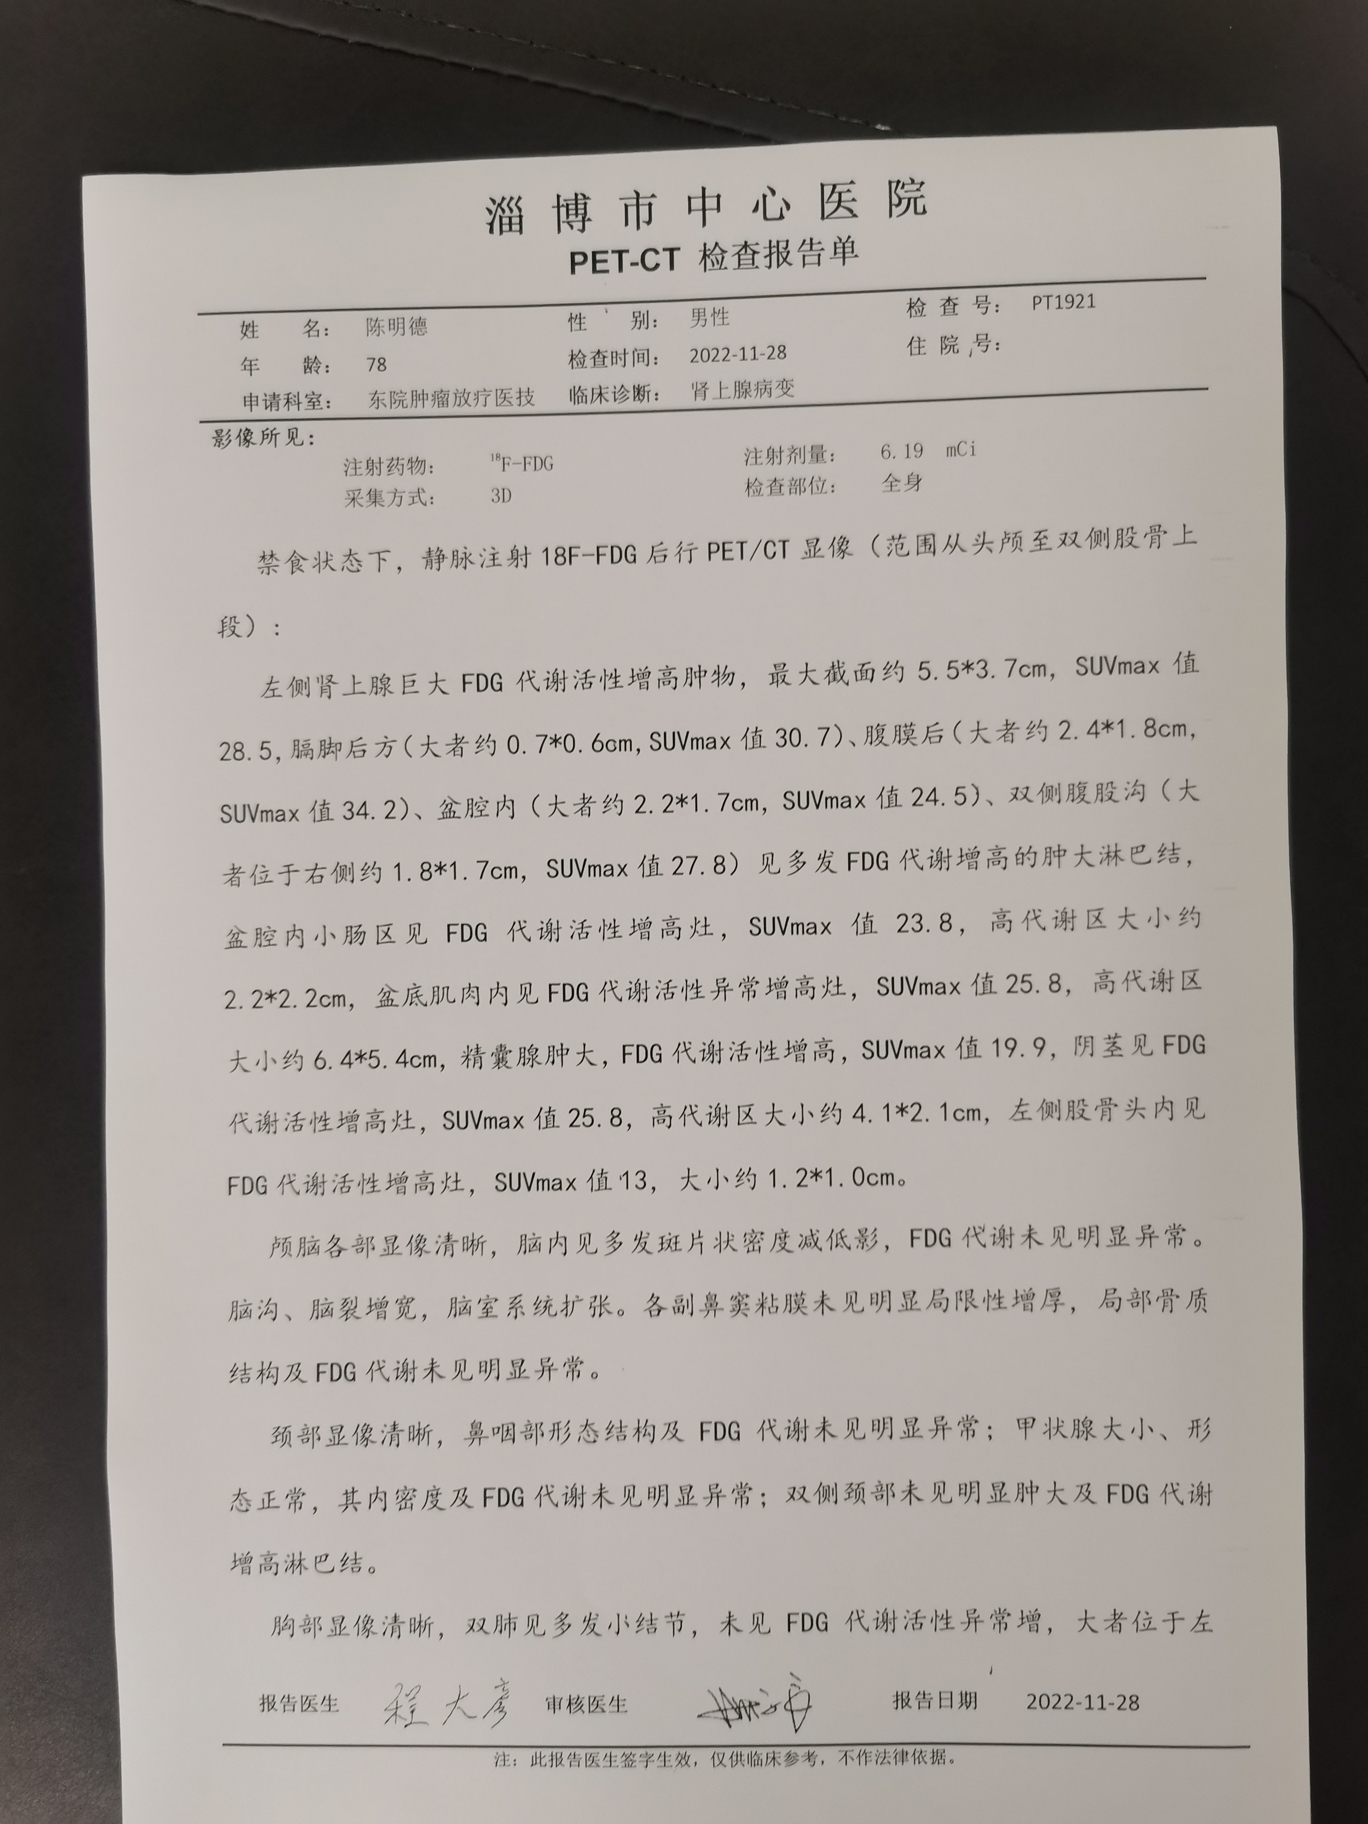 淄博市中心医院
PET-CT 检查报告单
姓 名: 陈明德 性 别: 男性 检 查 号: PT1921
年 龄: 78 检查时间: 2022-11-28 住 院 号:
申请科室: 东院肿瘤放疗医技 临床诊断: 肾上腺病变
影像所见:
注射药物: ¹⁸F-FDG 注射剂量: 6.19 mCi
采集方式: 3D 检查部位: 全身
禁食状态下，静脉注射 18F-FDG 后行 PET/CT 显像（范围从头颅至双侧股骨上
段）:
左侧肾上腺巨大 FDG 代谢活性增高肿物，最大截面约 5.5*3.7cm，SUVmax 值
28.5，膈脚后方（大者约 0.7*0.6cm，SUVmax 值 30.7）、腹膜后（大者约 2.4*1.8cm，
SUVmax 值 34.2）、盆腔内（大者约 2.2*1.7cm，SUVmax 值 24.5）、双侧腹股沟（大
者位于右侧约 1.8*1.7cm，SUVmax 值 27.8）见多发 FDG 代谢增高的肿大淋巴结，
盆腔内小肠区见 FDG 代谢活性增高灶，SUVmax 值 23.8，高代谢区大小约
2.2*2.2cm，盆底肌肉内见 FDG 代谢活性异常增高灶，SUVmax 值 25.8，高代谢区
大小约 6.4*5.4cm，精囊腺肿大，FDG 代谢活性增高，SUVmax 值 19.9，阴茎见 FDG
代谢活性增高灶，SUVmax 值 25.8，高代谢区大小约 4.1*2.1cm，左侧股骨头内见
FDG 代谢活性增高灶，SUVmax 值 13，大小约 1.2*1.0cm。
颅脑各部显像清晰，脑内见多发斑片状密度减低影，FDG 代谢未见明显异常。
脑沟、脑裂增宽，脑室系统扩张。各副鼻窦粘膜未见明显局限性增厚，局部骨质
结构及 FDG 代谢未见明显异常。
颈部显像清晰，鼻咽部形态结构及 FDG 代谢未见明显异常；甲状腺大小、形
态正常，其内密度及 FDG 代谢未见明显异常；双侧颈部未见明显肿大及 FDG 代谢
增高淋巴结。
胸部显像清晰，双肺见多发小结节，未见 FDG 代谢活性异常增，大者位于左
报告医生 程大彦 审核医生 报告日期 2022-11-28
注：此报告医生签字生效，仅供临床参考，不作法律依据。